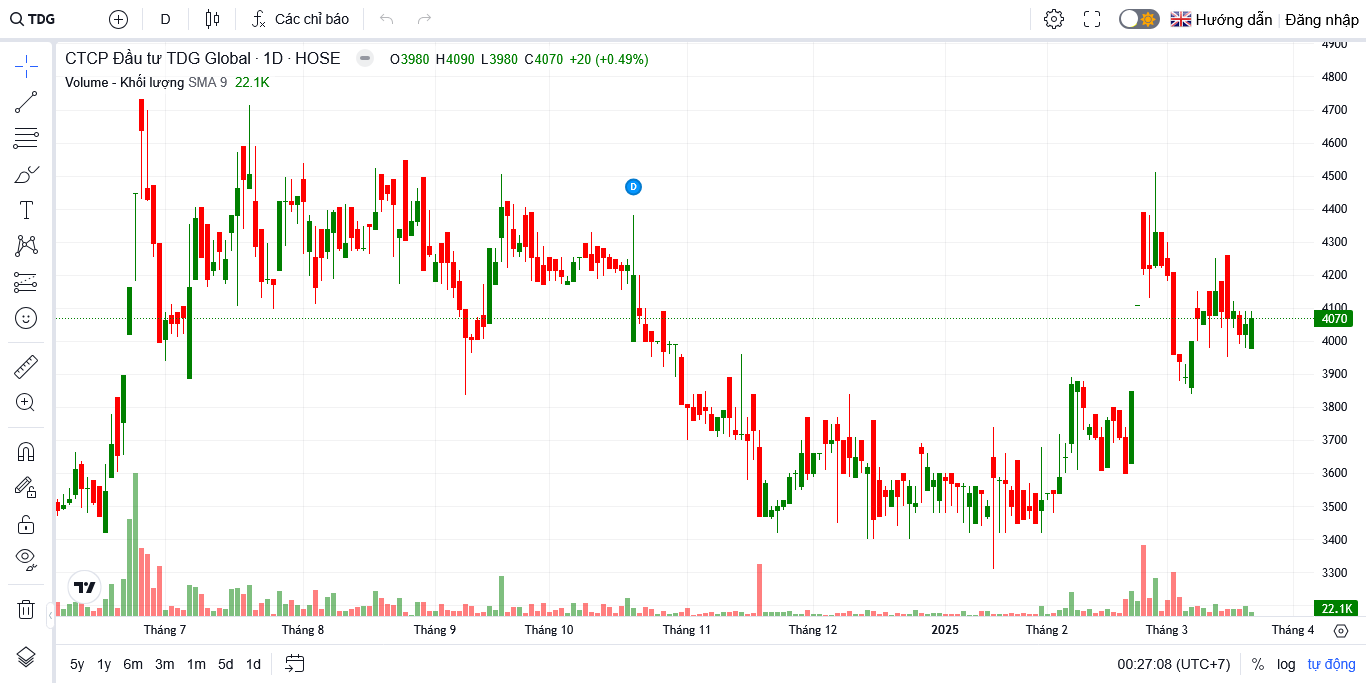 TDG D Các chỉ báo Hướng dẫn Đăng nhập
CTCP Đầu tư TDG Global · 1D · HOSE O3980 H4090 L3980 C4070 +20 (+0.49%)
Volume - Khối lượng SMA 9 22.1K
D
4900
4800
4700
4600
4500
4400
4300
4200
4100
4070
4000
3900
3800
3700
3600
3500
3400
3300
22.1K
Tháng 7 Tháng 8 Tháng 9 Tháng 10 Tháng 11 Tháng 12 2025 Tháng 2 Tháng 3 Tháng 4
5y 1y 6m 3m 1m 5d 1d 00:27:08 (UTC+7) % log tự động